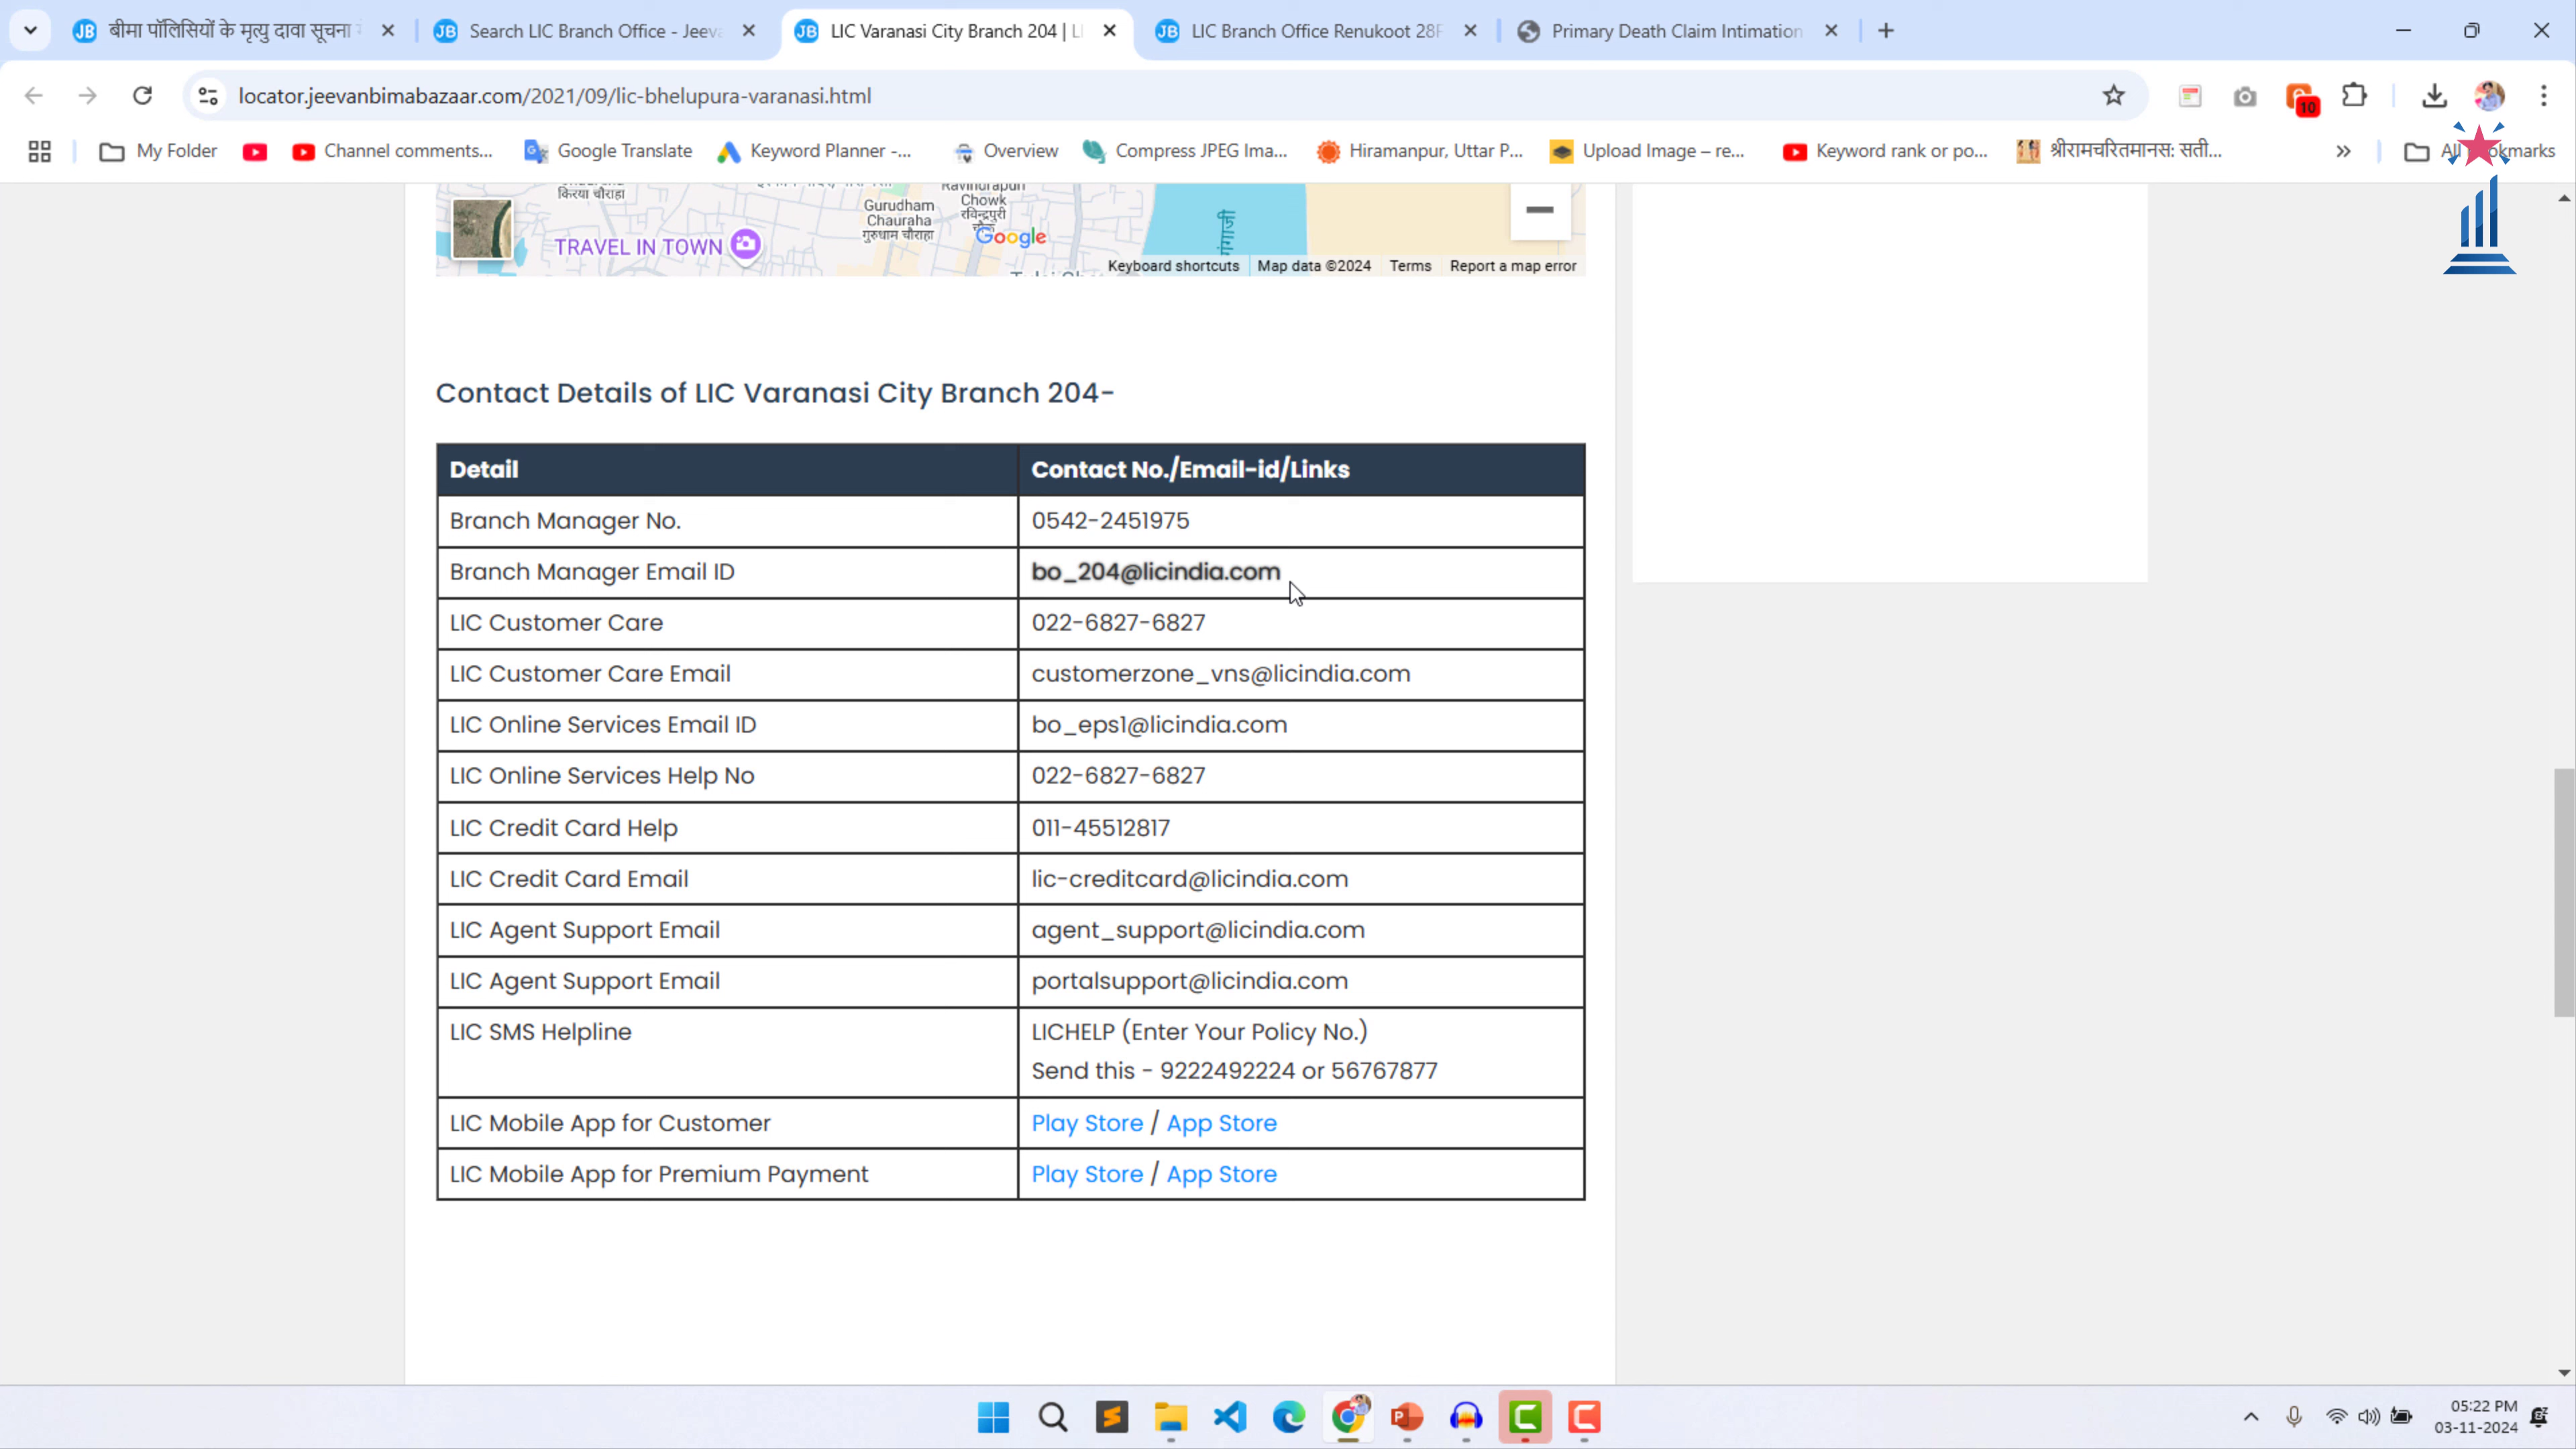 बीमा पॉलिसियों के मृत्यु दावा सूचना
Search LIC Branch Office - Jeeva
LIC Varanasi City Branch 204 | LI
LIC Branch Office Renukoot 28F
Primary Death Claim Intimation
locator.jeevanbimabazaar.com/2021/09/lic-bhelupura-varanasi.html
10
My Folder
Channel comments...
Google Translate
Keyword Planner -...
Overview
Compress JPEG Ima...
Hiramanpur, Uttar P...
Upload Image – re...
Keyword rank or po...
श्रीरामचरितमानस: सती...
किरया चौराहा
TRAVEL IN TOWN
Gurudham
Chauraha
गुरुधाम चौराहा
Ravindrapuri
Chowk
रविन्द्रपुरी
चौक
Google
गंगाजी
Keyboard shortcuts
Map data ©2024
Terms
Report a map error
Contact Details of LIC Varanasi City Branch 204-
Detail Contact No./Email-id/Links
Branch Manager No. 0542-2451975
Branch Manager Email ID bo_204@licindia.com
LIC Customer Care 022-6827-6827
LIC Customer Care Email customerzone_vns@licindia.com
LIC Online Services Email ID bo_eps1@licindia.com
LIC Online Services Help No 022-6827-6827
LIC Credit Card Help 011-45512817
LIC Credit Card Email lic-creditcard@licindia.com
LIC Agent Support Email agent_support@licindia.com
LIC Agent Support Email portalsupport@licindia.com
LIC SMS Helpline LICHELP (Enter Your Policy No.)
Send this - 9222492224 or 56767877
LIC Mobile App for Customer Play Store / App Store
LIC Mobile App for Premium Payment Play Store / App Store
05:22 PM
03-11-2024